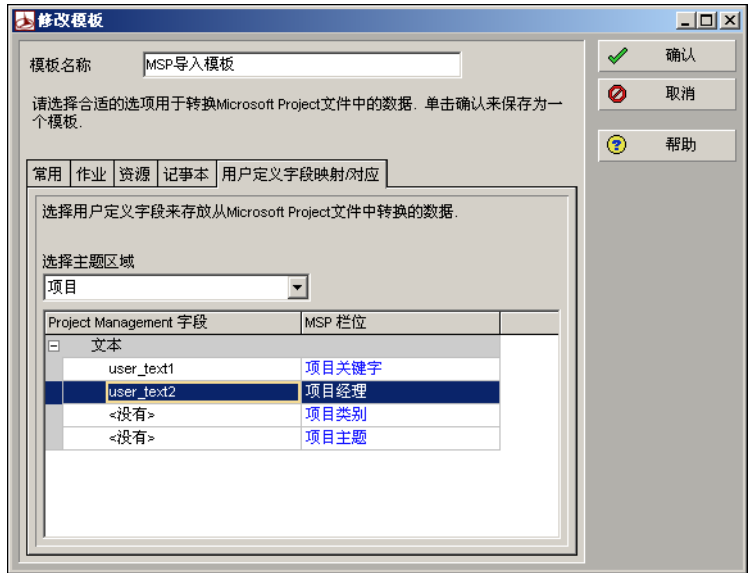 修改模板
模板名称 MSP导入模板
确认
取消
帮助
请选择合适的选项用于转换Microsoft Project文件中的数据. 单击确认来保存为一
个模板.
常用 作业 资源 记事本 用户定义字段映射/对应
选择用户定义字段来存放从Microsoft Project文件中转换的数据.
选择主题区域
项目
Project Management 字段 MSP 栏位
文本
user_text1 项目关键字
user_text2 项目经理
<没有> 项目类别
<没有> 项目主题